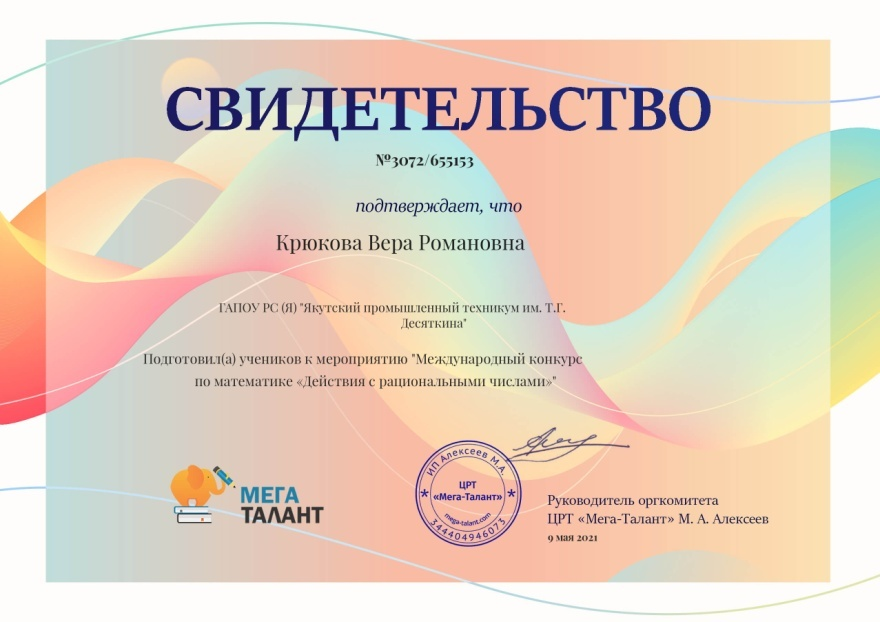 СВИДЕТЕЛЬСТВО
№3072/655153
подтверждает, что
Крюкова Вера Романовна
ГАПОУ РС (Я) "Якутский промышленный техникум им. Т.Г.
Десяткина"
Подготовил(а) учеников к мероприятию "Международный конкурс
по математике «Действия с рациональными числами»"
МЕГА
ТАЛАНТ
ИП Алексеев М.А.
ЦРТ
«Мега-Талант»
mega-talant.com
344404946073
Руководитель оргкомитета
ЦРТ «Мега-Талант» М. А. Алексеев
9 мая 2021